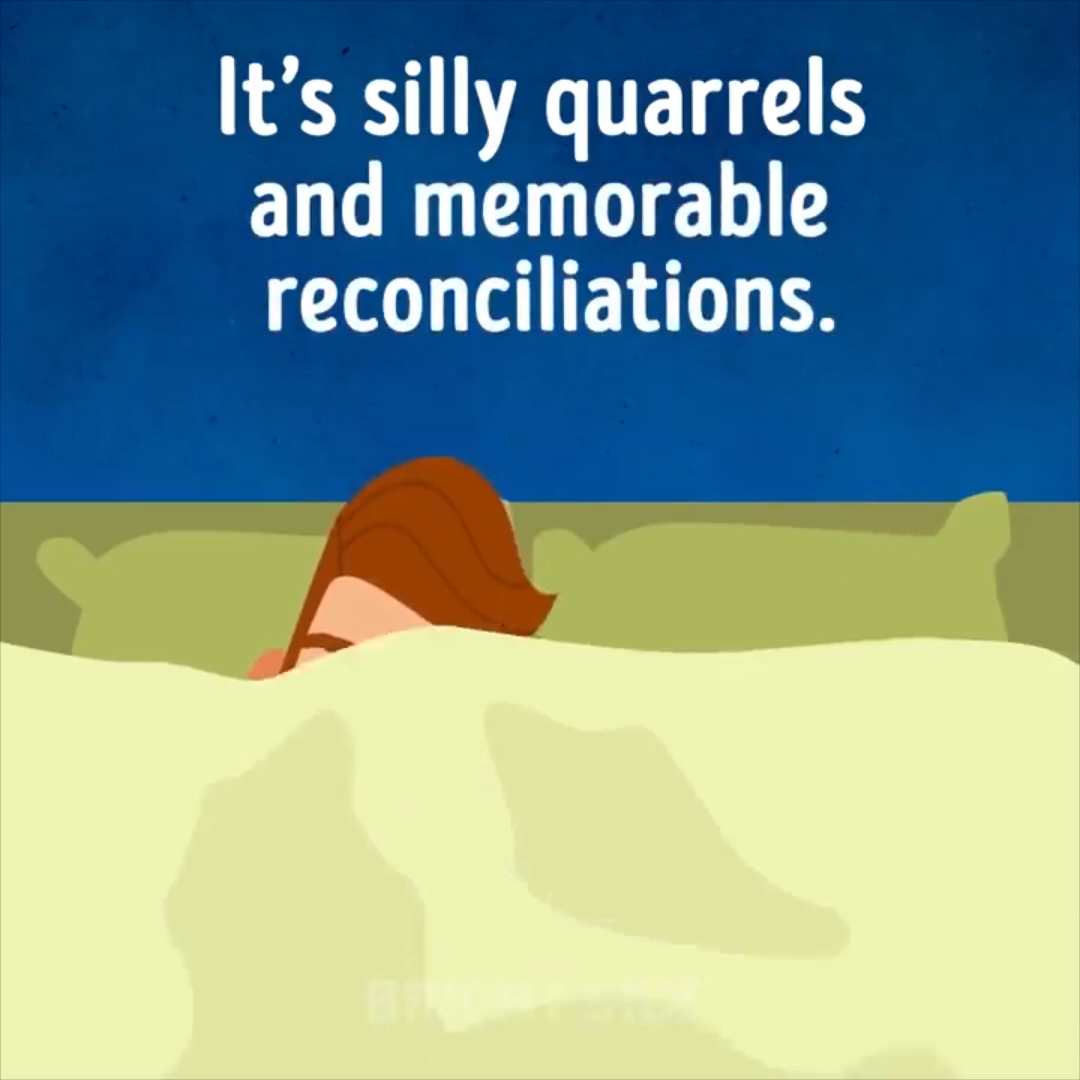 It’s silly quarrels
and memorable
reconciliations.